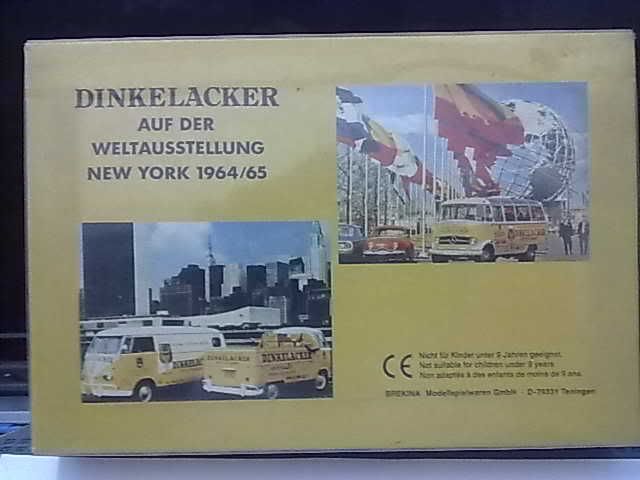 DINKELACKER
AUF DER
WELTAUSSTELLUNG
NEW YORK 1964/65
DINKELACKER
DINKELACKER
CE Nicht für Kinder unter 9 Jahren geeignet.
Not suitable for children under 9 years
Non adaptés à des enfants de moins de 9 ans.
BREKINA Modellspielwaren GmbH · D-79331 Teningen